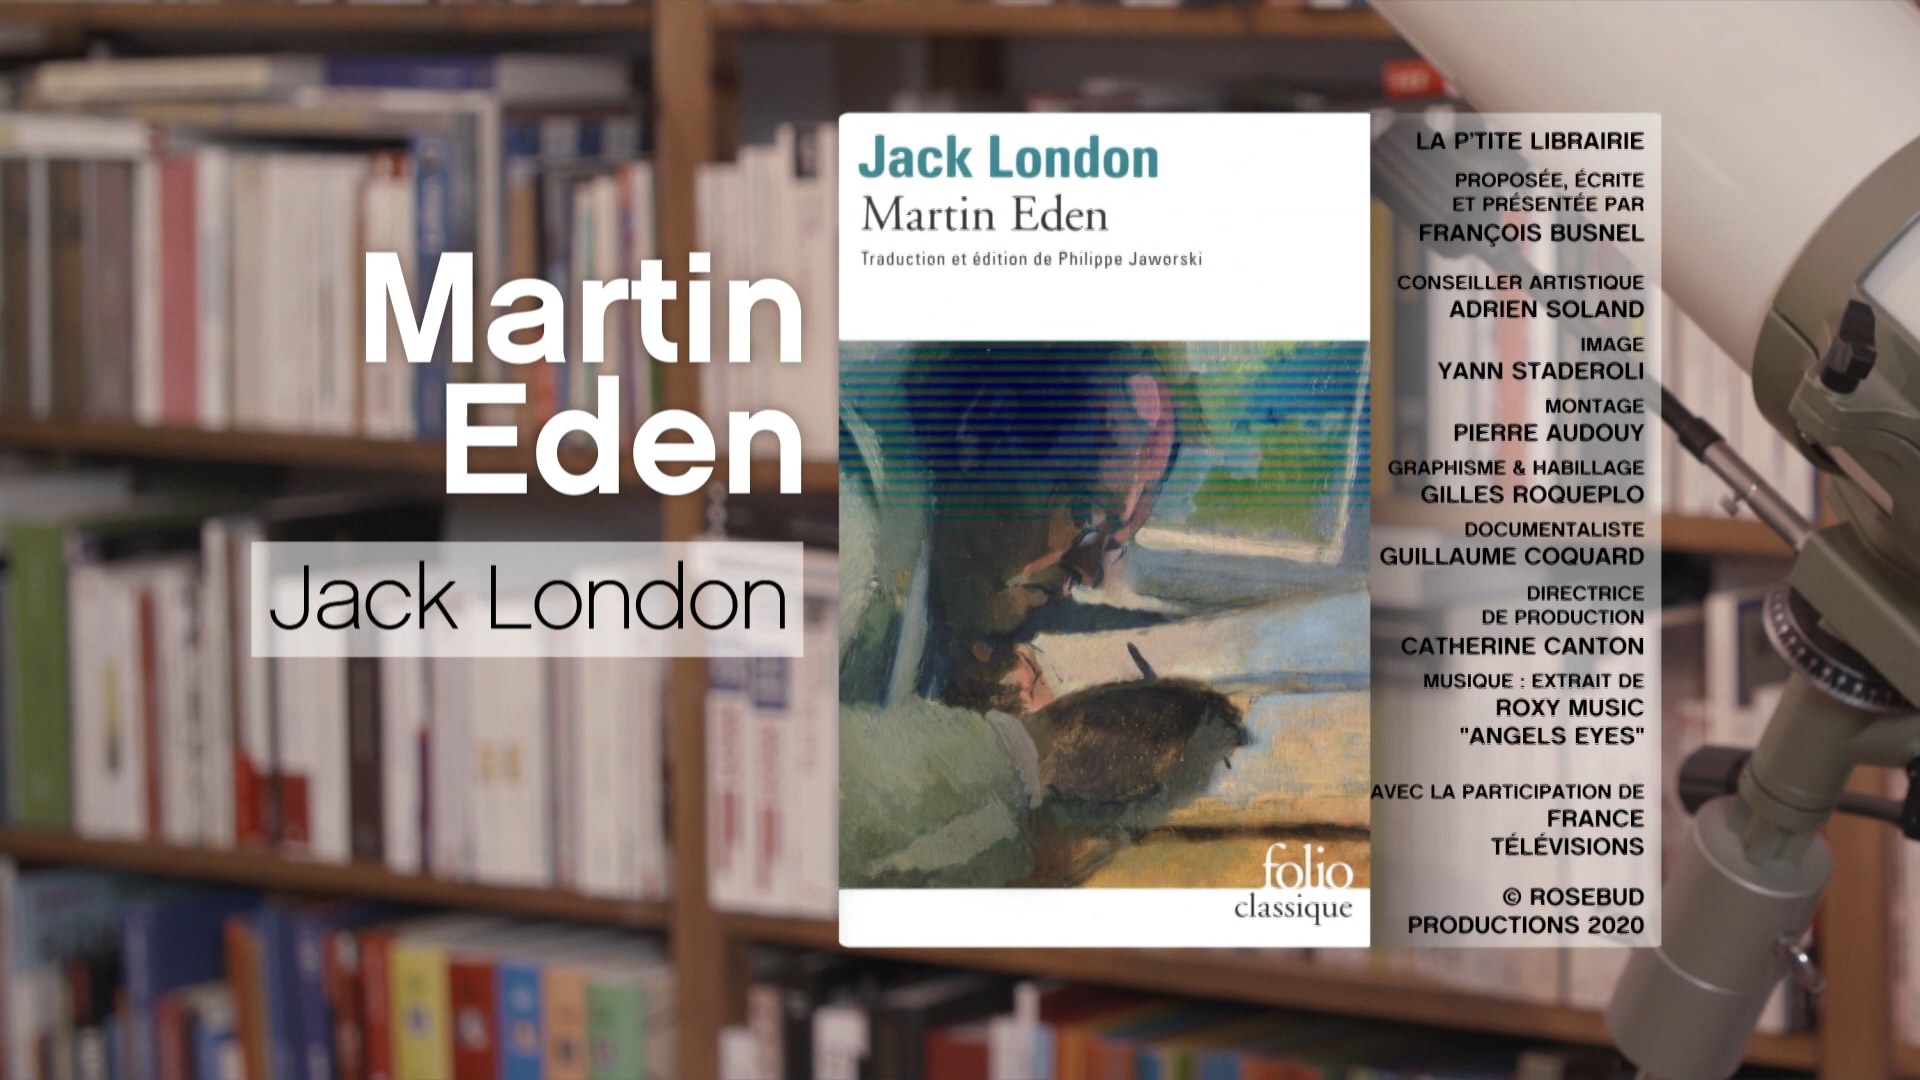 Martin
Eden
Jack London
Jack London
Martin Eden
Traduction et édition de Philippe Jaworski
folio
classique
LA P'TITE LIBRAIRIE
PROPOSÉE, ÉCRITE
ET PRÉSENTÉE PAR
FRANÇOIS BUSNEL
CONSEILLER ARTISTIQUE
ADRIEN SOLAND
IMAGE
YANN STADEROLI
MONTAGE
PIERRE AUDOUY
GRAPHISME & HABILLAGE
GILLES ROQUEPLO
DOCUMENTALISTE
GUILLAUME COQUARD
DIRECTRICE
DE PRODUCTION
CATHERINE CANTON
MUSIQUE : EXTRAIT DE
ROXY MUSIC
"ANGELS EYES"
AVEC LA PARTICIPATION DE
FRANCE
TÉLÉVISIONS
© ROSEBUD
PRODUCTIONS 2020